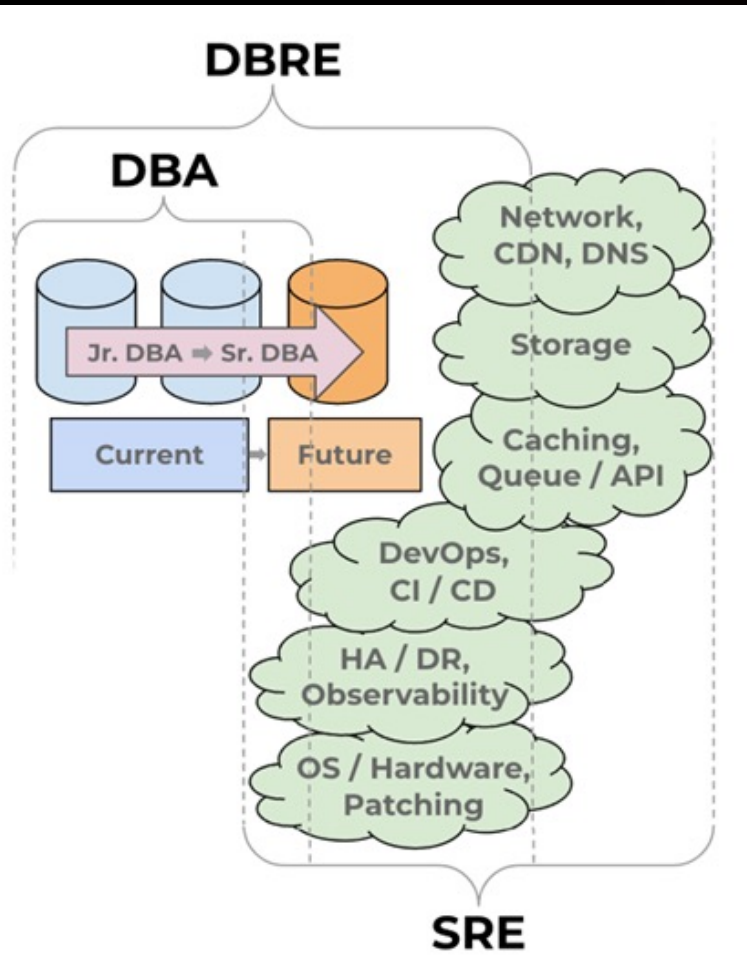 DBRE
DBA
Network,
CDN, DNS
Storage
Jr. DBA ➡ Sr. DBA
Caching,
Queue / API
Current
Future
DevOps,
CI / CD
HA / DR,
Observability
OS / Hardware,
Patching
SRE